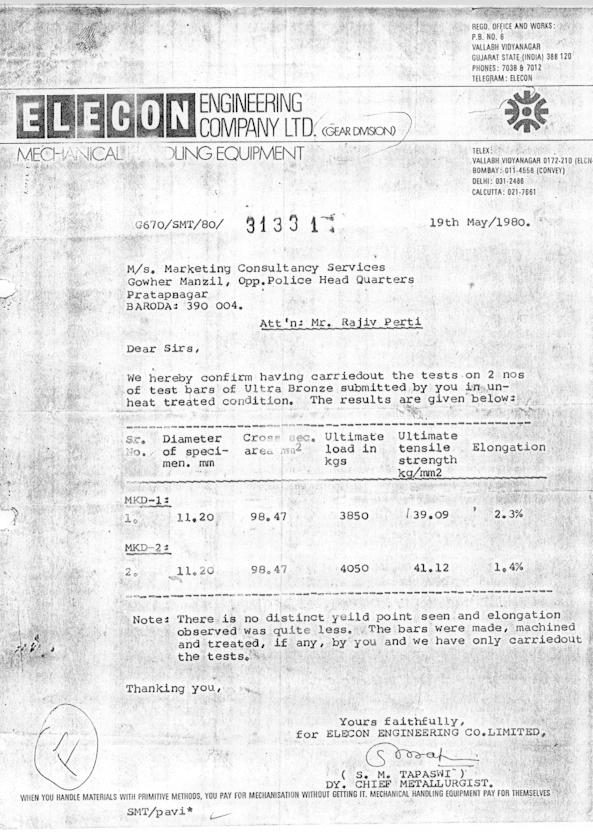 REGD. OFFICE AND WORKS:
P.B. NO. 6
VALLABH VIDYANAGAR
GUJARAT STATE (INDIA) 388 120
PHONES: 7038 & 7012
TELEGRAM: ELECON
ELECON ENGINEERING
COMPANY LTD. (GEAR DIVISION)
MECHANICAL DLING EQUIPMENT
TELEX:
VALLABH VIDYANAGAR 0172-210 (ELCN
BOMBAY: 011-4558 (CONVEY)
DELHI: 031-2486
CALCUTTA: 021-7661
G670/SMT/80/ 31331
19th May/1980.
M/s. Marketing Consultancy Services
Gowher Manzil, Opp.Police Head Quarters
Pratapnagar
BARODA: 390 004.
Att'n: Mr. Rajiv Perti
Dear Sirs,
We hereby confirm having carriedout the tests on 2 nos
of test bars of Ultra Bronze submitted by you in un-
heat treated condition. The results are given below:
Sr. Diameter Cross sec. Ultimate Ultimate
No. of speci- area mm2 load in tensile Elongation
men. mm kgs strength
kg/mm2
MKD-1:
1. 11.20 98.47 3850 39.09 2.3%
MKD-2:
2. 11.20 98.47 4050 41.12 1.4%
Note: There is no distinct yeild point seen and elongation
observed was quite less. The bars were made, machined
and treated, if any, by you and we have only carriedout
the tests.
Thanking you,
Yours faithfully,
for ELECON ENGINEERING CO.LIMITED,
( S. M. TAPASWI )
DY. CHIEF METALLURGIST.
WHEN YOU HANDLE MATERIALS WITH PRIMITIVE METHODS, YOU PAY FOR MECHANISATION WITHOUT GETTING IT. MECHANICAL HANDLING EQUIPMENT PAY FOR THEMSELVES
SMT/pavi*